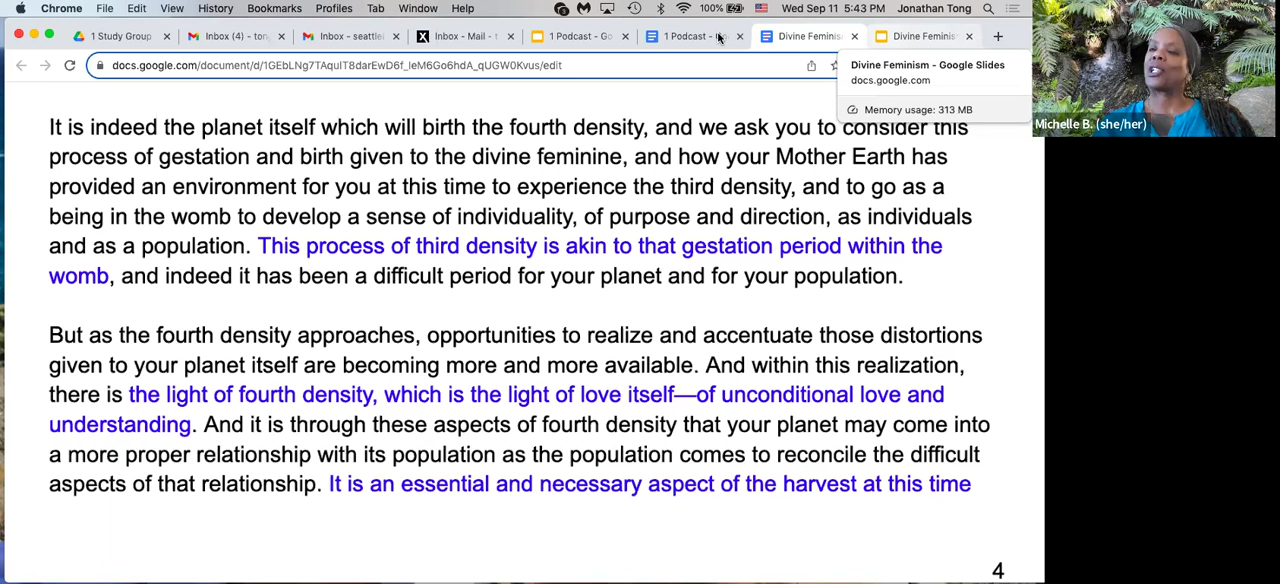 Chrome File Edit View History Bookmarks Profiles Tab Window Help 100% Wed Sep 11 5:43 PM Jonathan Tong
1 Study Group Inbox (4) - ton Inbox - seattle Inbox - Mail - t 1 Podcast - Go 1 Podcast - Divine Feminis Divine Feminis
docs.google.com/document/d/1GEbLNg7TAquIT8darEwD6f_IeM6Go6hdA_qUGW0Kvus/edit
Divine Feminism - Google Slides
docs.google.com
Memory usage: 313 MB
Michelle B. (she/her)
It is indeed the planet itself which will birth the fourth density, and we ask you to consider this
process of gestation and birth given to the divine feminine, and how your Mother Earth has
provided an environment for you at this time to experience the third density, and to go as a
being in the womb to develop a sense of individuality, of purpose and direction, as individuals
and as a population. This process of third density is akin to that gestation period within the
womb, and indeed it has been a difficult period for your planet and for your population.
But as the fourth density approaches, opportunities to realize and accentuate those distortions
given to your planet itself are becoming more and more available. And within this realization,
there is the light of fourth density, which is the light of love itself—of unconditional love and
understanding. And it is through these aspects of fourth density that your planet may come into
a more proper relationship with its population as the population comes to reconcile the difficult
aspects of that relationship. It is an essential and necessary aspect of the harvest at this time
4